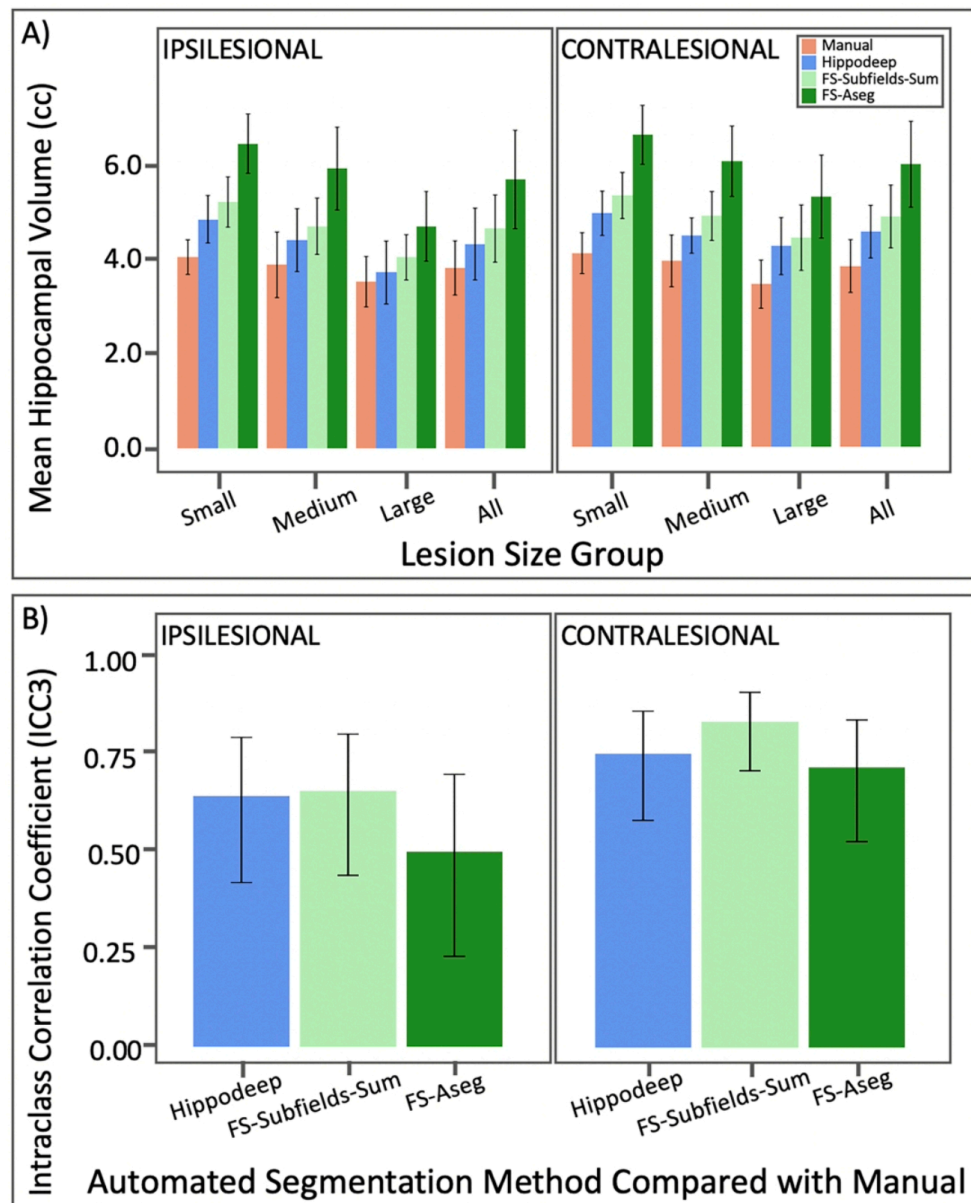 A)
IPSILESIONAL
CONTRALESIONAL
Manual
Hippodeep
FS-Subfields-Sum
FS-Aseg
Mean Hippocampal Volume (cc)
6.0
4.0
2.0
0.0
Small
Medium
Large
All
Small
Medium
Large
All
Lesion Size Group
B)
IPSILESIONAL
CONTRALESIONAL
Intraclass Correlation Coefficient (ICC3)
1.00
0.75
0.50
0.25
0.00
Hippodeep
FS-Subfields-Sum
FS-Aseg
Hippodeep
FS-Subfields-Sum
FS-Aseg
Automated Segmentation Method Compared with Manual